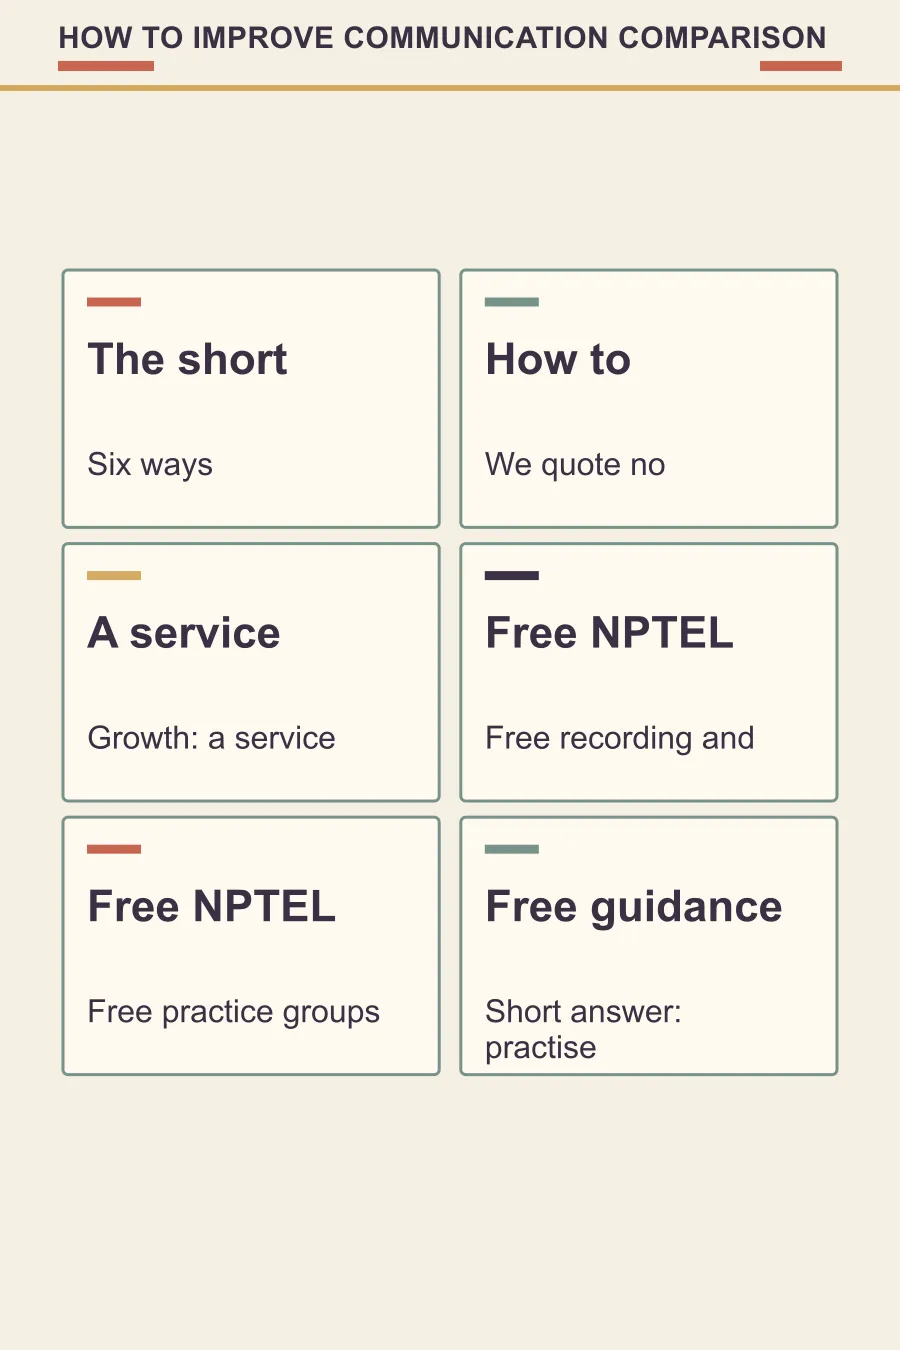 HOW TO IMPROVE COMMUNICATION COMPARISON
The short
Six ways
How to
We quote no
A service
Growth: a service
Free NPTEL
Free recording and
Free NPTEL
Free practice groups
Free guidance
Short answer:
practise